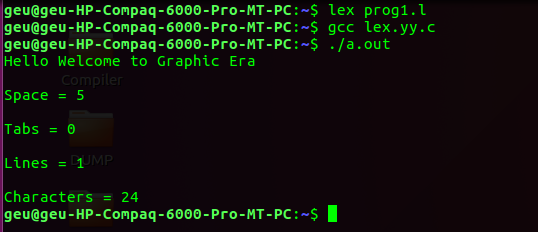 geu@geu-HP-Compaq-6000-Pro-MT-PC:~$ lex prog1.l
geu@geu-HP-Compaq-6000-Pro-MT-PC:~$ gcc lex.yy.c
geu@geu-HP-Compaq-6000-Pro-MT-PC:~$ ./a.out
Hello Welcome to Graphic Era
Compiler
Space = 5
Tabs = 0
DUMP
Lines = 1
Characters = 24
geu@geu-HP-Compaq-6000-Pro-MT-PC:~$